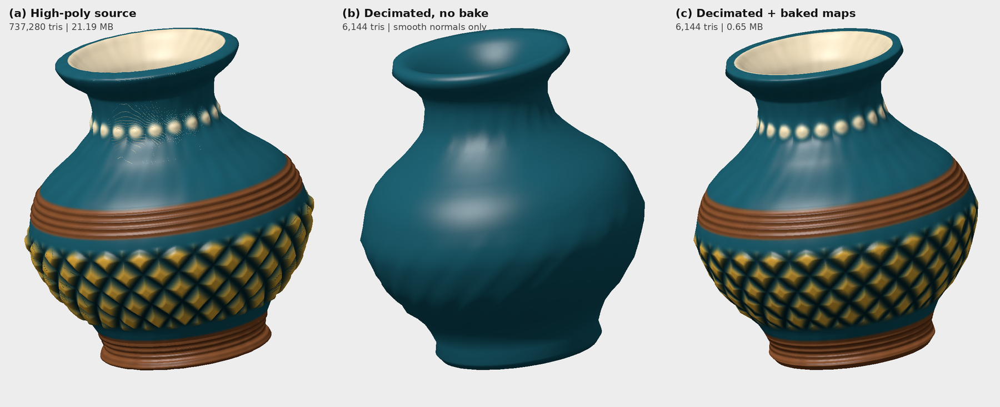 (a) High-poly source
737,280 tris | 21.19 MB
(b) Decimated, no bake
6,144 tris | smooth normals only
(c) Decimated + baked maps
6,144 tris | 0.65 MB